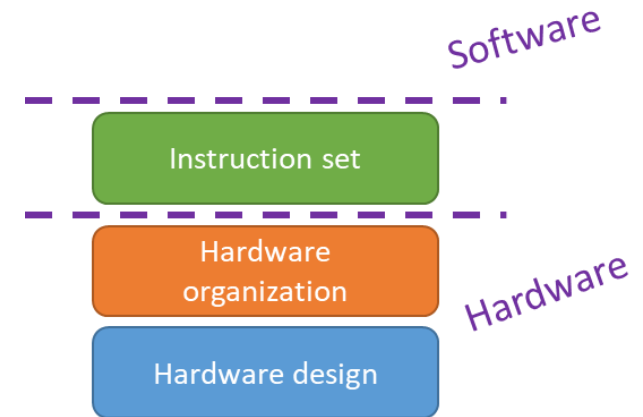 Software
Instruction set
Hardware
organization
Hardware
Hardware design